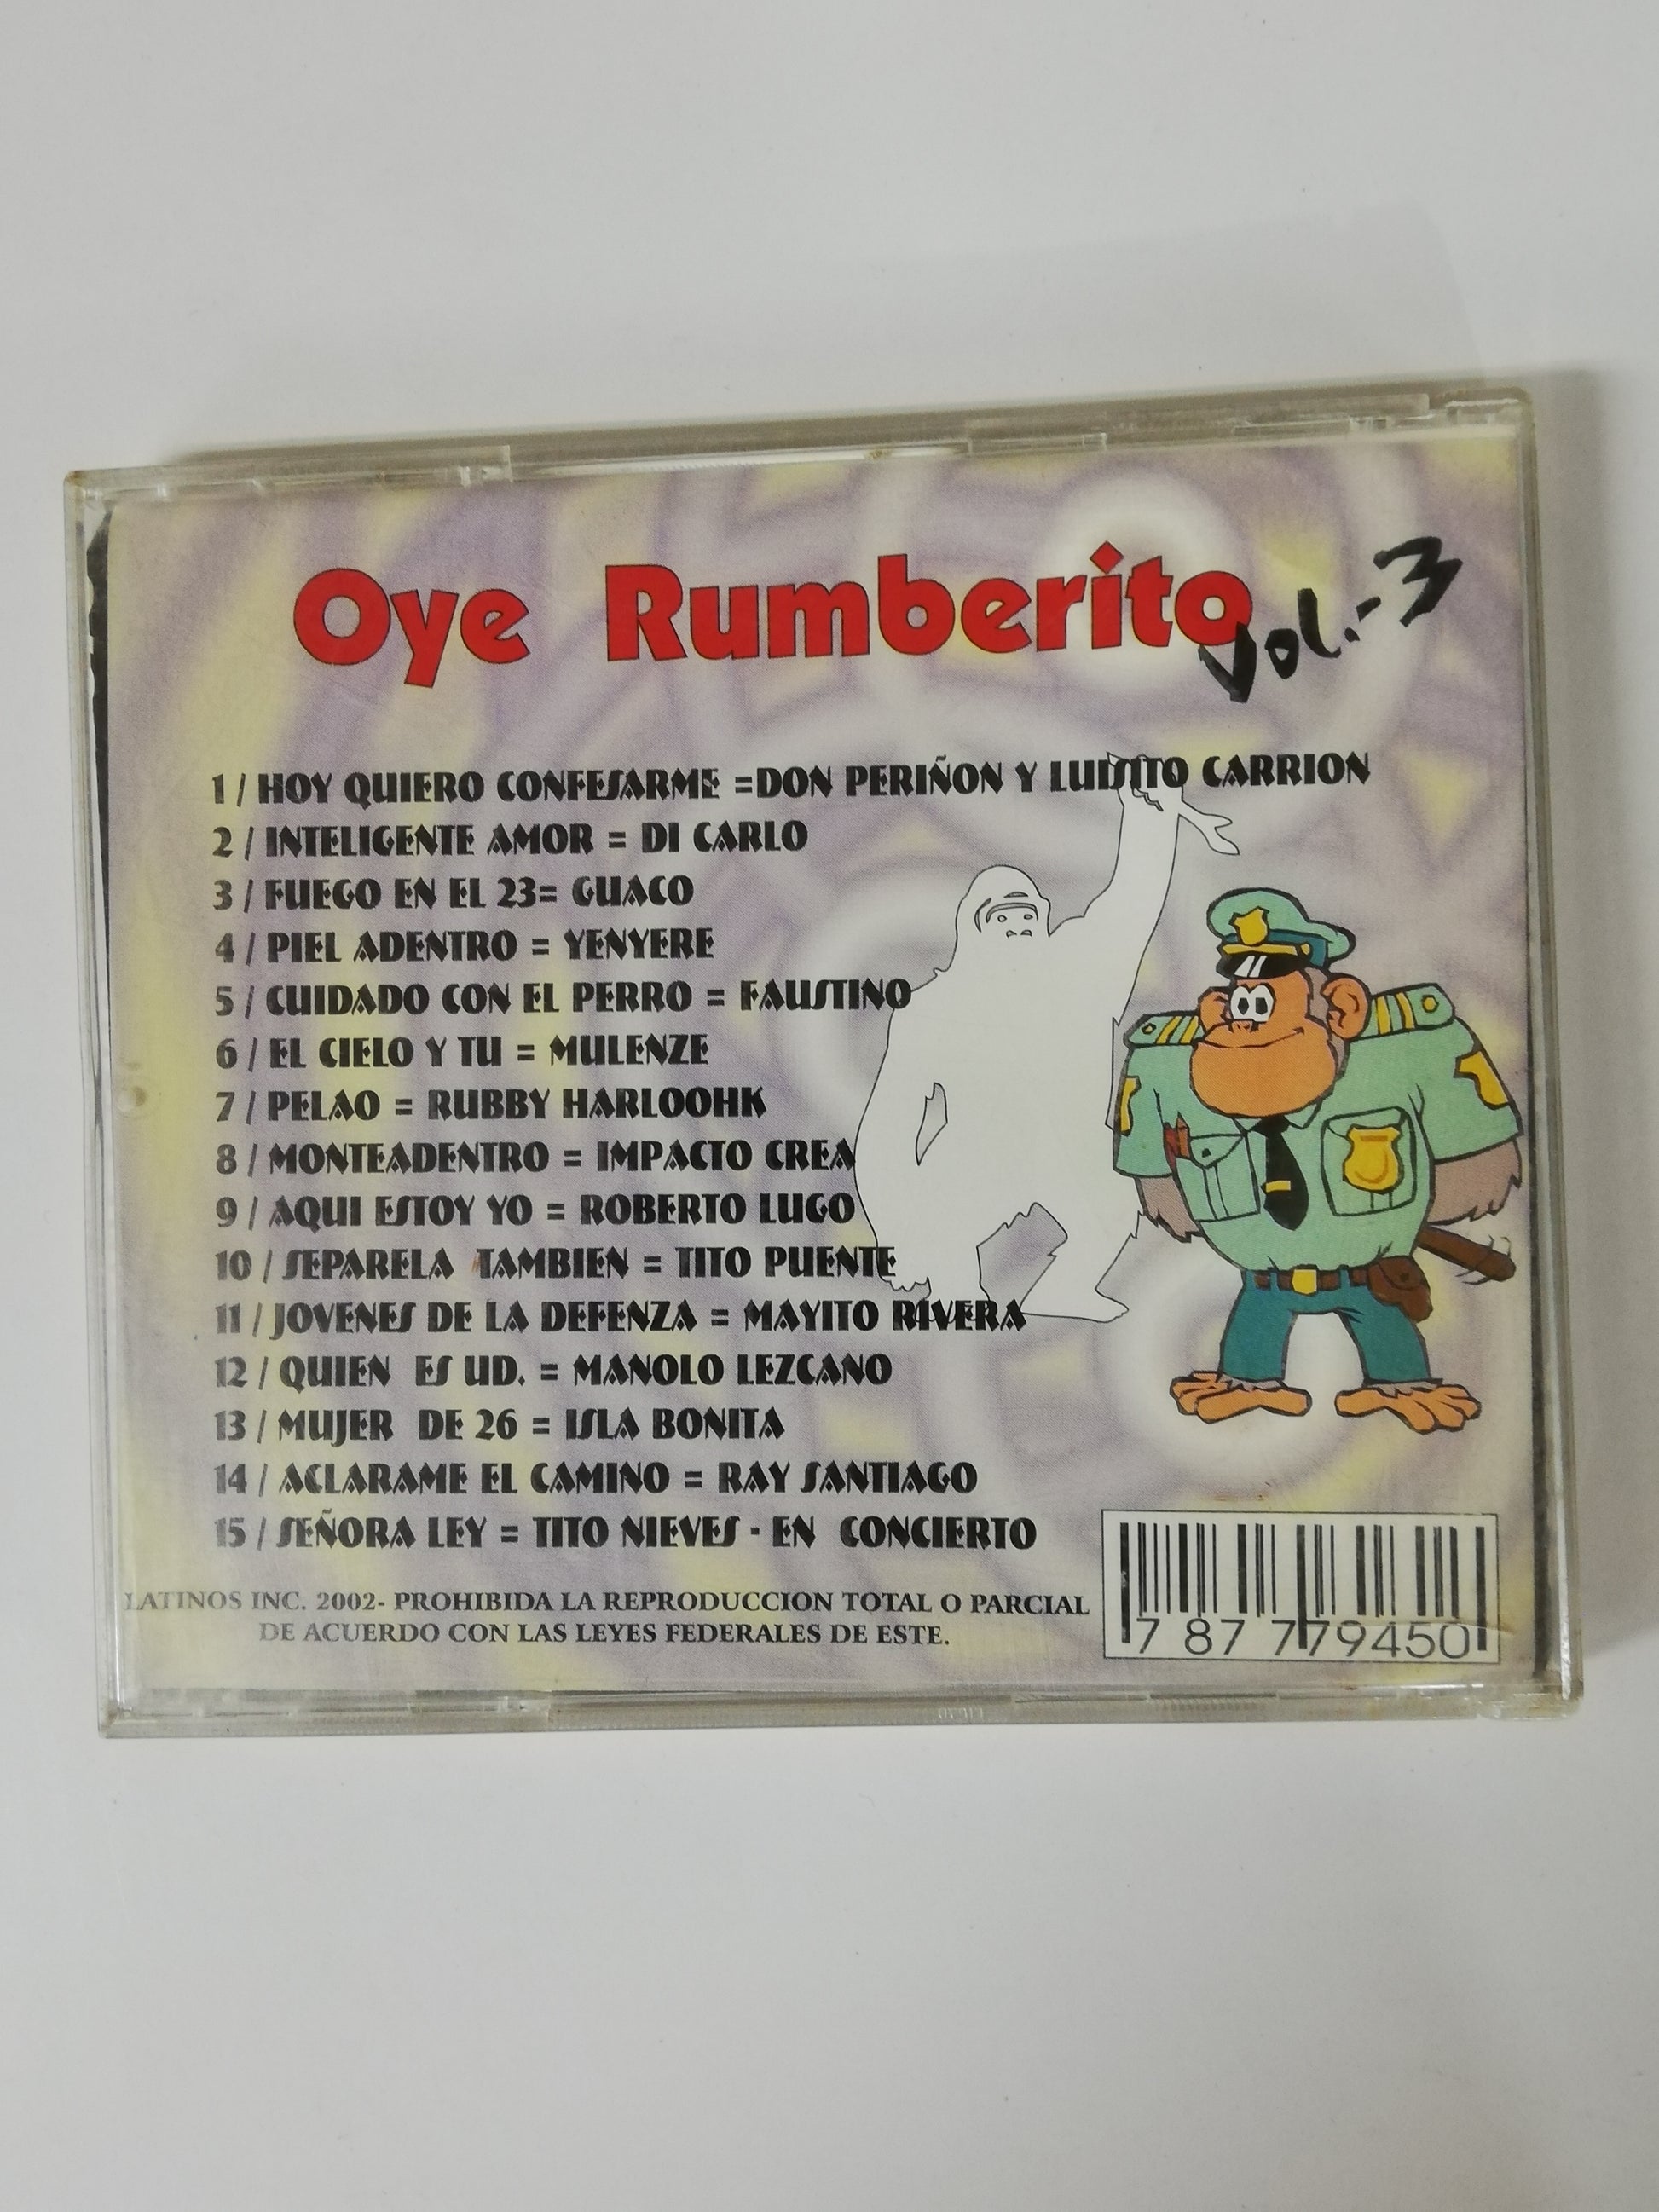 Oye Rumberito Vol.-3
1 / HOY QUIERO CONFESARME =DON PERIÑON Y LUISITO CARRION
2 / INTELIGENTE AMOR = DI CARLO
3 / FUEGO EN EL 23= GUACO
4 / PIEL ADENTRO = YENYERE
5 / CUIDADO CON EL PERRO = FAUSTINO
6 / EL CIELO Y TU = MULENZE
7 / PELAO = RUBBY HARLOOHK
8 / MONTEADENTRO = IMPACTO CREA
9 / AQUI ESTOY YO = ROBERTO LUGO
10 / SEPARELA TAMBIEN = TITO PUENTE
11 / JOVENES DE LA DEFENZA = MAYITO RIVERA
12 / QUIEN ES UD. = MANOLO LEZCANO
13 / MUJER DE 26 = ISLA BONITA
14 / ACLARAME EL CAMINO = RAY SANTIAGO
15 / SEÑORA LEY = TITO NIEVES - EN CONCIERTO
LATINOS INC. 2002- PROHIBIDA LA REPRODUCCION TOTAL O PARCIAL
DE ACUERDO CON LAS LEYES FEDERALES DE ESTE.
7 87 779450